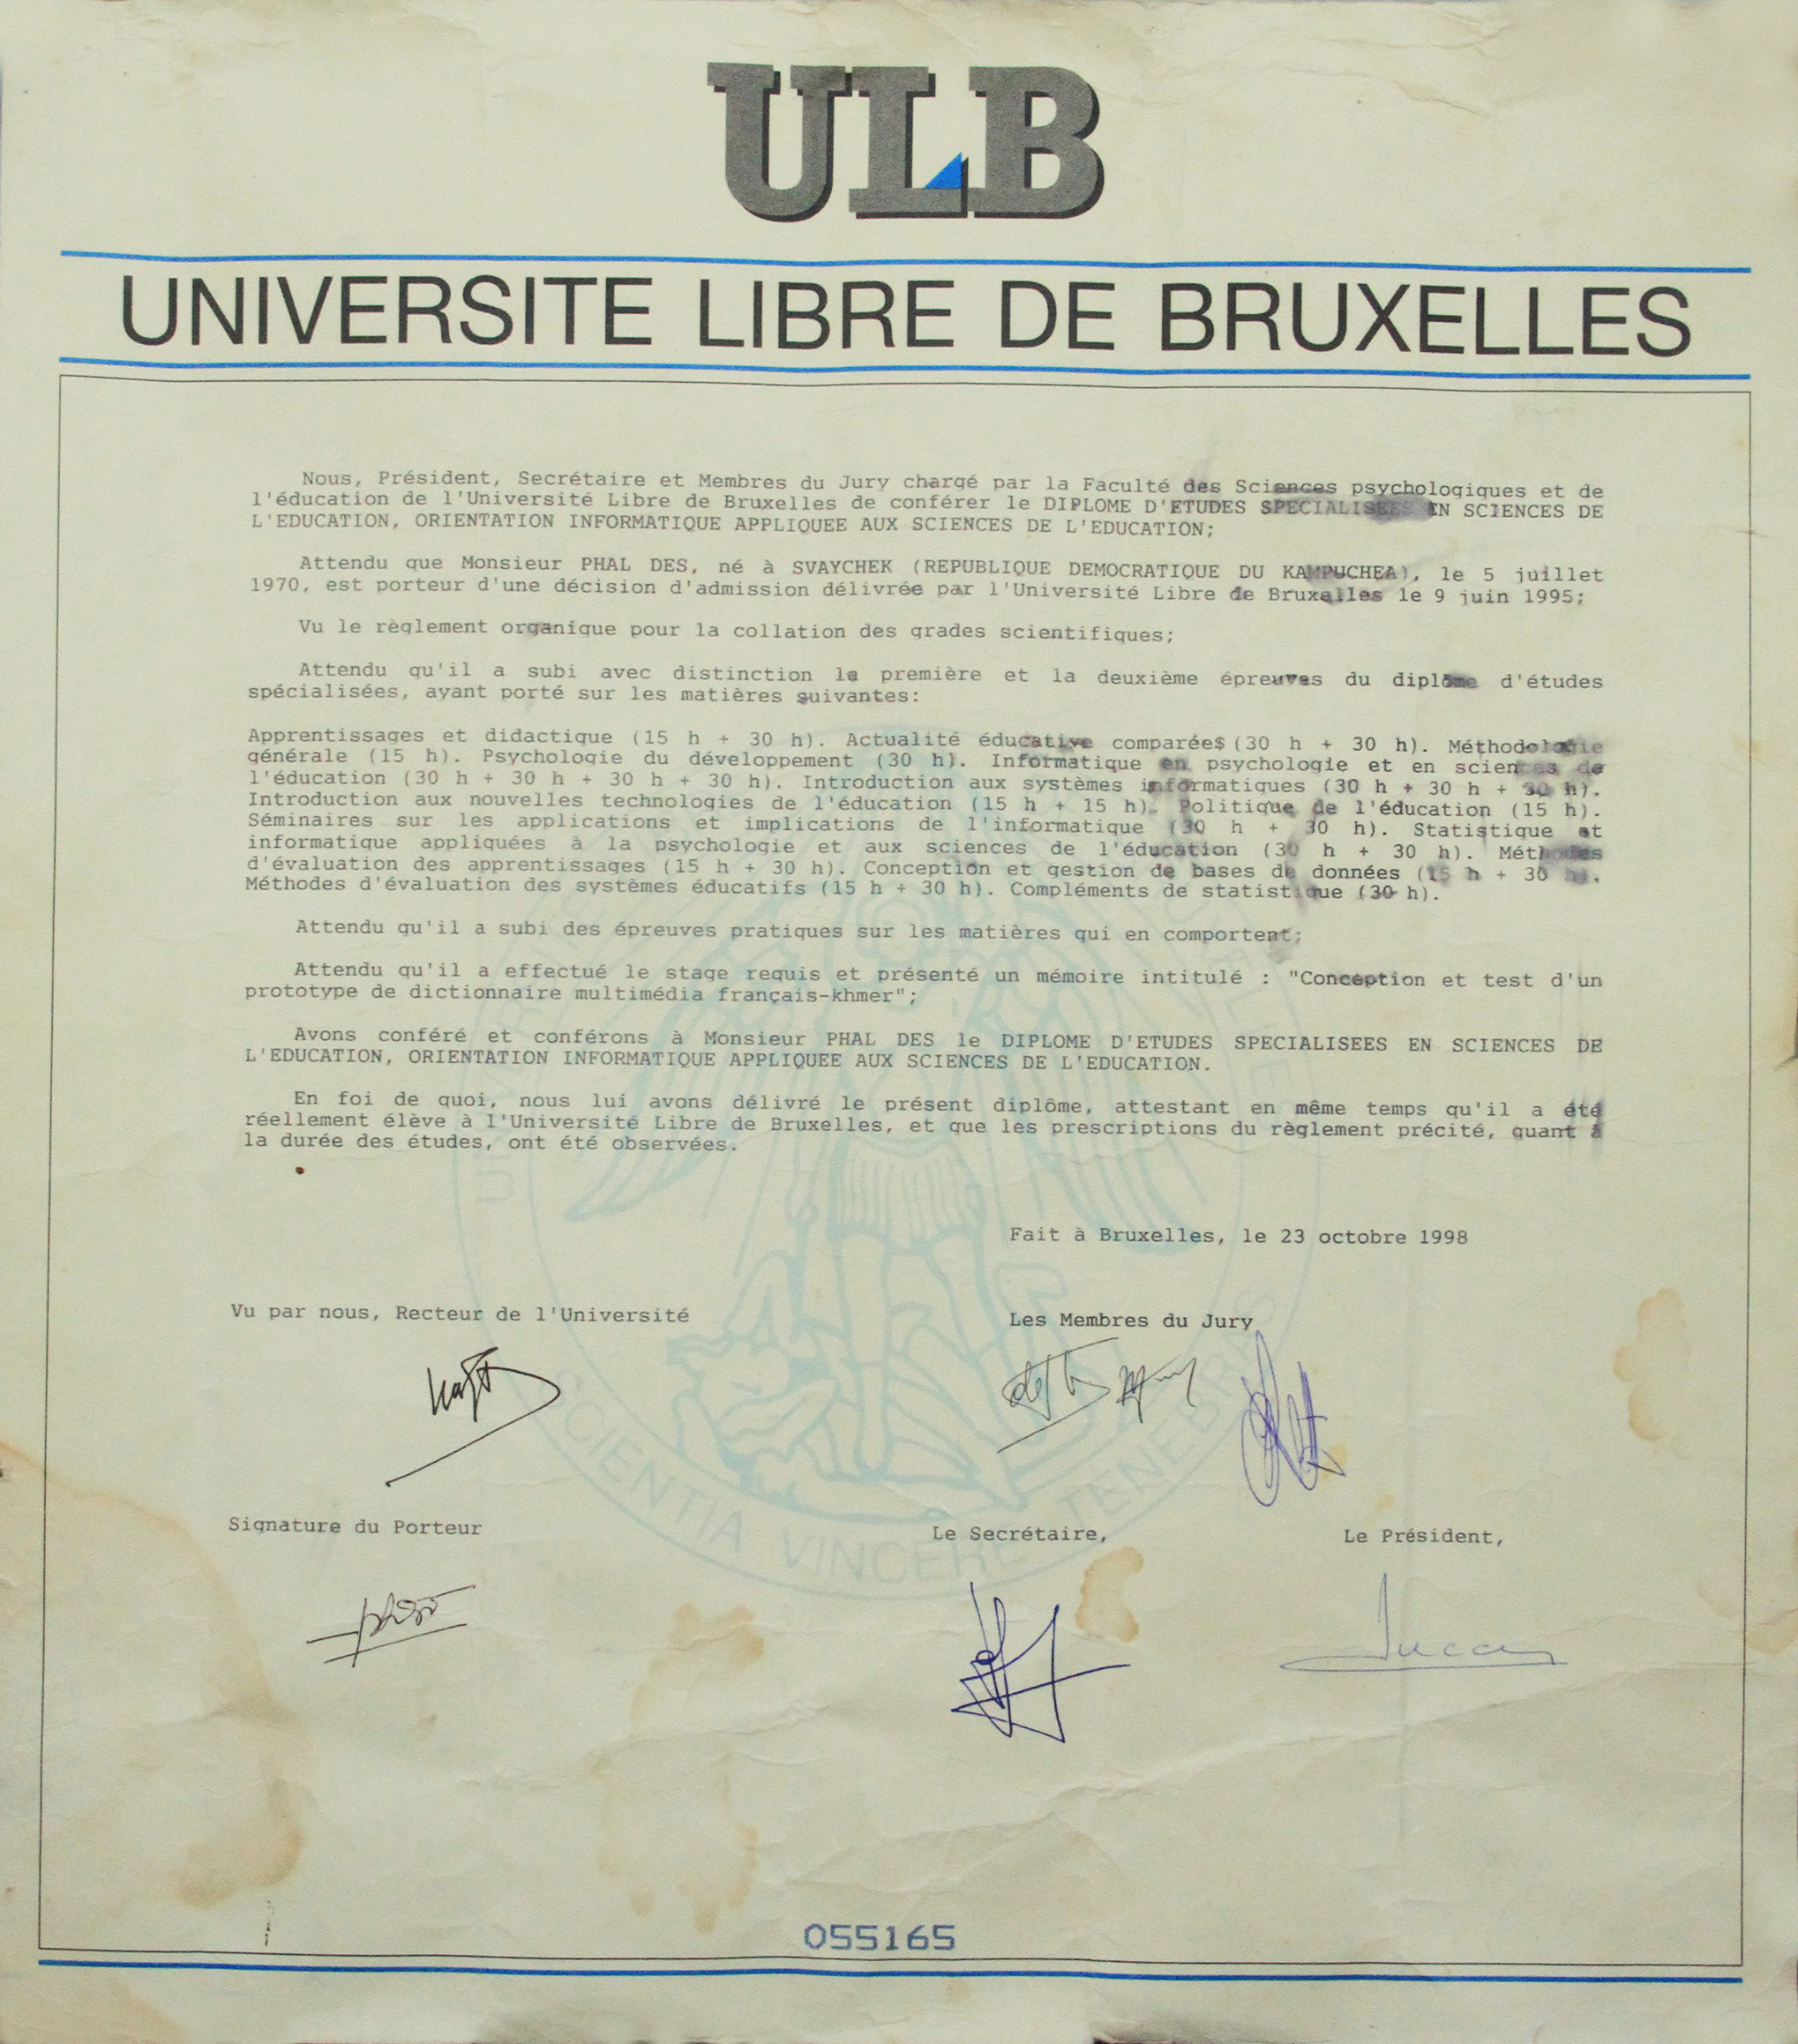 ULB
UNIVERSITE LIBRE DE BRUXELLES
Nous, Président, Secrétaire et Membres du Jury chargé par la Faculté des Sciences psychologiques et de
l'éducation de l'Université Libre de Bruxelles de conférer le DIPLOME D'ETUDES SPECIALISEES EN SCIENCES DE
L'EDUCATION, ORIENTATION INFORMATIQUE APPLIQUEE AUX SCIENCES DE L'EDUCATION;
Attendu que Monsieur PHAL DES, né à SVAYCHEK (REPUBLIQUE DEMOCRATIQUE DU KAMPUCHEA), le 5 juillet
1970, est porteur d'une décision d'admission délivrée par l'Université Libre de Bruxelles le 9 juin 1995;
Vu le règlement organique pour la collation des grades scientifiques;
Attendu qu'il a subi avec distinction la première et la deuxième épreuves du diplôme d'études
spécialisées, ayant porté sur les matières suivantes:
Apprentissages et didactique (15 h + 30 h). Actualité éducative comparées (30 h + 30 h). Méthodologie
générale (15 h). Psychologie du développement (30 h). Informatique en psychologie et en sciences de
l'éducation (30 h + 30 h + 30 h + 30 h). Introduction aux systèmes informatiques (30 h + 30 h + 30 h).
Introduction aux nouvelles technologies de l'éducation (15 h + 15 h). Politique de l'éducation (15 h).
Séminaires sur les applications et implications de l'informatique (30 h + 30 h). Statistique et
informatique appliquées à la psychologie et aux sciences de l'éducation (30 h + 30 h). Méthodes
d'évaluation des apprentissages (15 h + 30 h). Conception et gestion de bases de données (15 h + 30 h).
Méthodes d'évaluation des systèmes éducatifs (15 h + 30 h). Compléments de statistique (30 h).
Attendu qu'il a subi des épreuves pratiques sur les matières qui en comportent;
Attendu qu'il a effectué le stage requis et présenté un mémoire intitulé : "Conception et test d'un
prototype de dictionnaire multimédia français-khmer";
Avons conféré et conférons à Monsieur PHAL DES le DIPLOME D'ETUDES SPECIALISEES EN SCIENCES DE
L'EDUCATION, ORIENTATION INFORMATIQUE APPLIQUEE AUX SCIENCES DE L'EDUCATION.
En foi de quoi, nous lui avons délivré le présent diplôme, attestant en même temps qu'il a été
réellement élève à l'Université Libre de Bruxelles, et que les prescriptions du règlement précité, quant à
la durée des études, ont été observées.
Fait à Bruxelles, le 23 octobre 1998
Vu par nous, Recteur de l'Université
Les Membres du Jury
SCIENTIA VINCERE TENEBRAS
Signature du Porteur
Le Secrétaire,
Le Président,
055165